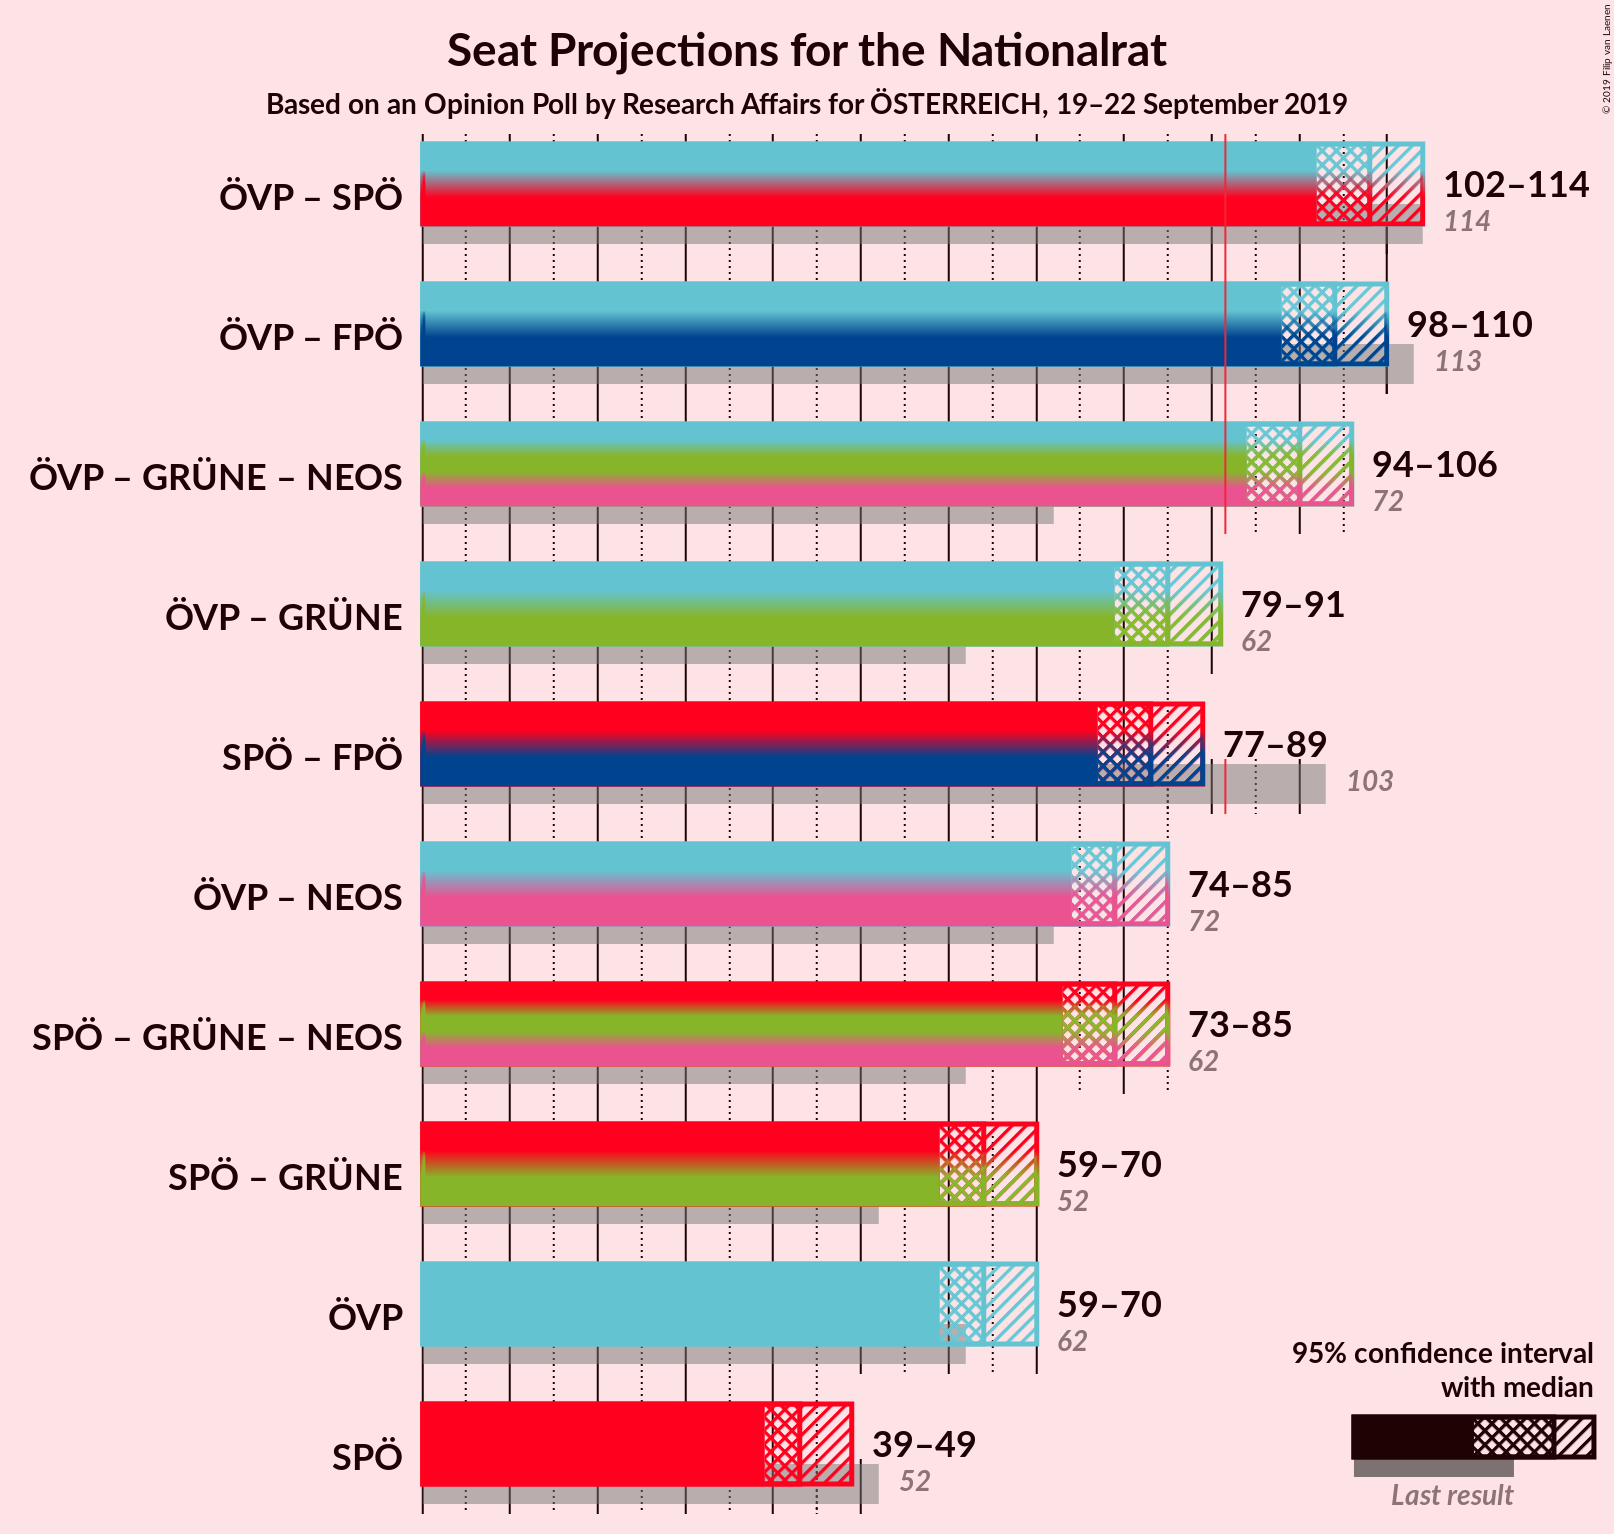 Seat Projections for the Nationalrat
Based on an Opinion Poll by Research Affairs for ÖSTERREICH, 19–22 September 2019
© 2019 Filip van Laenen
ÖVP – SPÖ
102–114
114
ÖVP – FPÖ
98–110
113
ÖVP – GRÜNE – NEOS
94–106
72
ÖVP – GRÜNE
79–91
62
SPÖ – FPÖ
77–89
103
ÖVP – NEOS
74–85
72
SPÖ – GRÜNE – NEOS
73–85
62
SPÖ – GRÜNE
59–70
52
ÖVP
59–70
62
SPÖ
39–49
52
95% confidence interval
with median
Last result